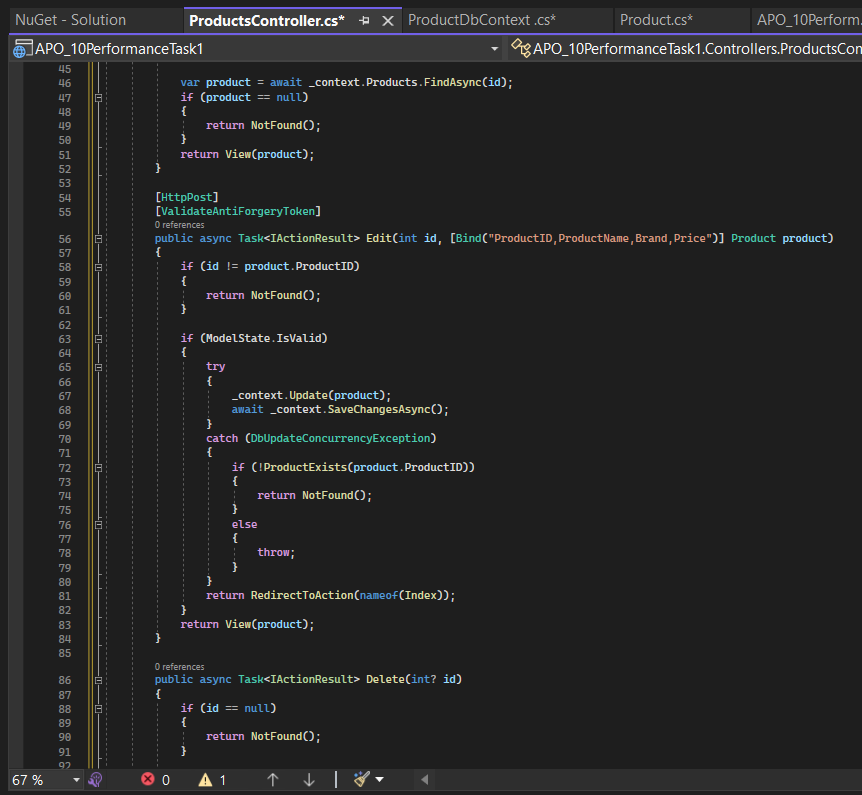 NuGet - Solution ProductsController.cs* ProductDbContext .cs* Product.cs* APO_10Perform
APO_10PerformanceTask1 APO_10PerformanceTask1.Controllers.ProductsCon
45
46 var product = await _context.Products.FindAsync(id);
47 if (product == null)
48 {
49 return NotFound();
50 }
51 return View(product);
52 }
53
54 [HttpPost]
55 [ValidateAntiForgeryToken]
0 references
56 public async Task<IActionResult> Edit(int id, [Bind("ProductID,ProductName,Brand,Price")] Product product)
57 {
58 if (id != product.ProductID)
59 {
60 return NotFound();
61 }
62
63 if (ModelState.IsValid)
64 {
65 try
66 {
67 _context.Update(product);
68 await _context.SaveChangesAsync();
69 }
70 catch (DbUpdateConcurrencyException)
71 {
72 if (!ProductExists(product.ProductID))
73 {
74 return NotFound();
75 }
76 else
77 {
78 throw;
79 }
80 }
81 return RedirectToAction(nameof(Index));
82 }
83 return View(product);
84 }
85
0 references
86 public async Task<IActionResult> Delete(int? id)
87 {
88 if (id == null)
89 {
90 return NotFound();
91 }
92
67 % 0 1